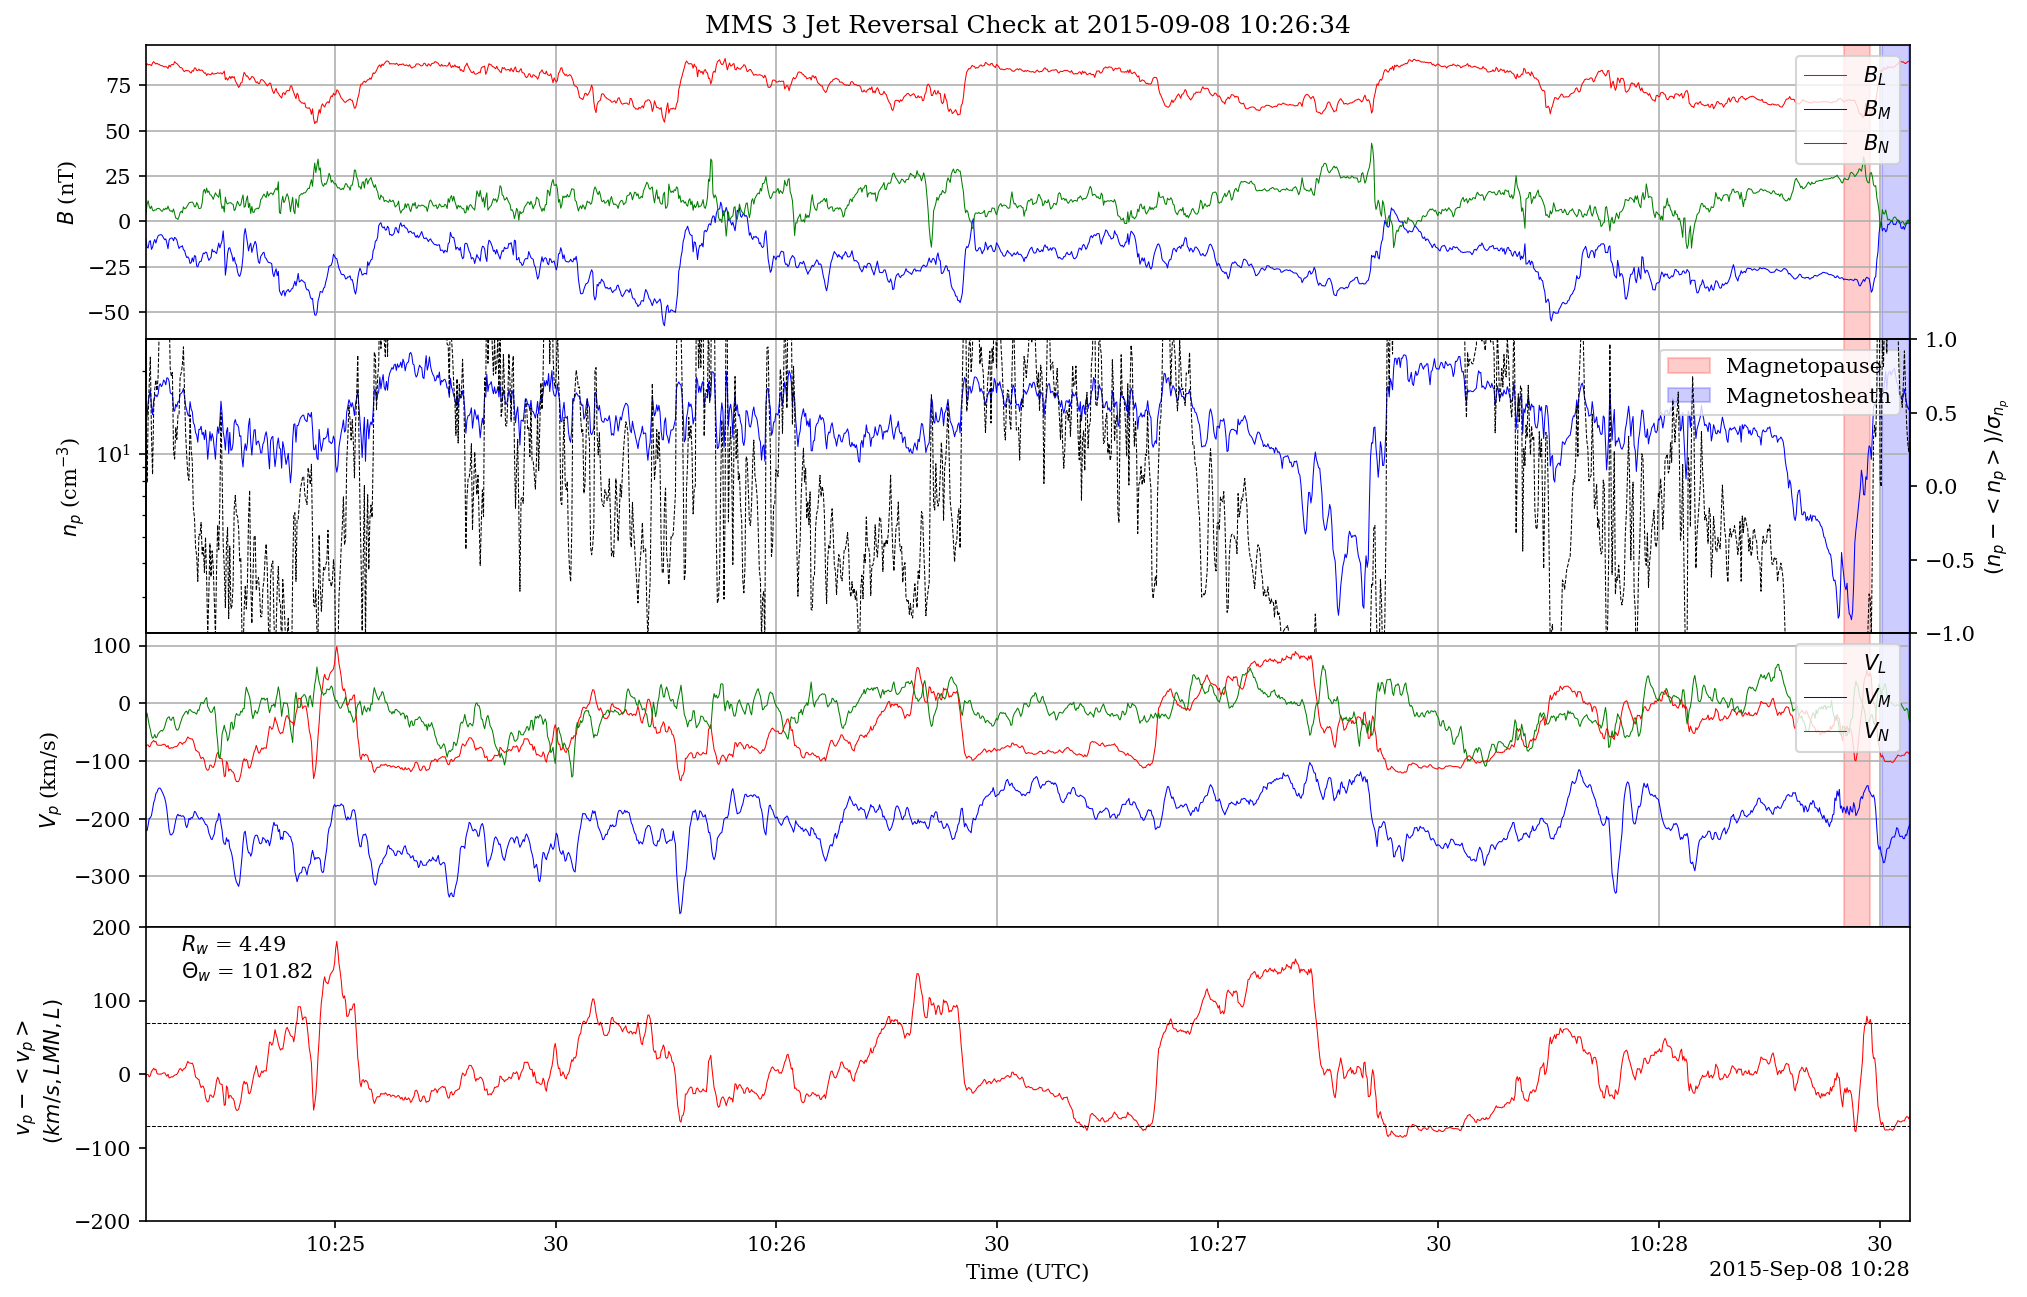 MMS 3 Jet Reversal Check at 2015-09-08 10:26:34
B (nT)
75
50
25
0
−25
−50
B_L
B_M
B_N
n_p (cm^{−3})
10^1
Magnetopause
Magnetosheath
1.0
0.5
0.0
−0.5
−1.0
(n_p − < n_p >)/σ_{n_p}
V_p (km/s)
100
0
−100
−200
−300
V_L
V_M
V_N
v_p − < v_p >
(km/s, LMN, L)
200
100
0
−100
−200
R_w = 4.49
Θ_w = 101.82
10:25
30
10:26
30
10:27
30
10:28
30
Time (UTC)
2015-Sep-08 10:28